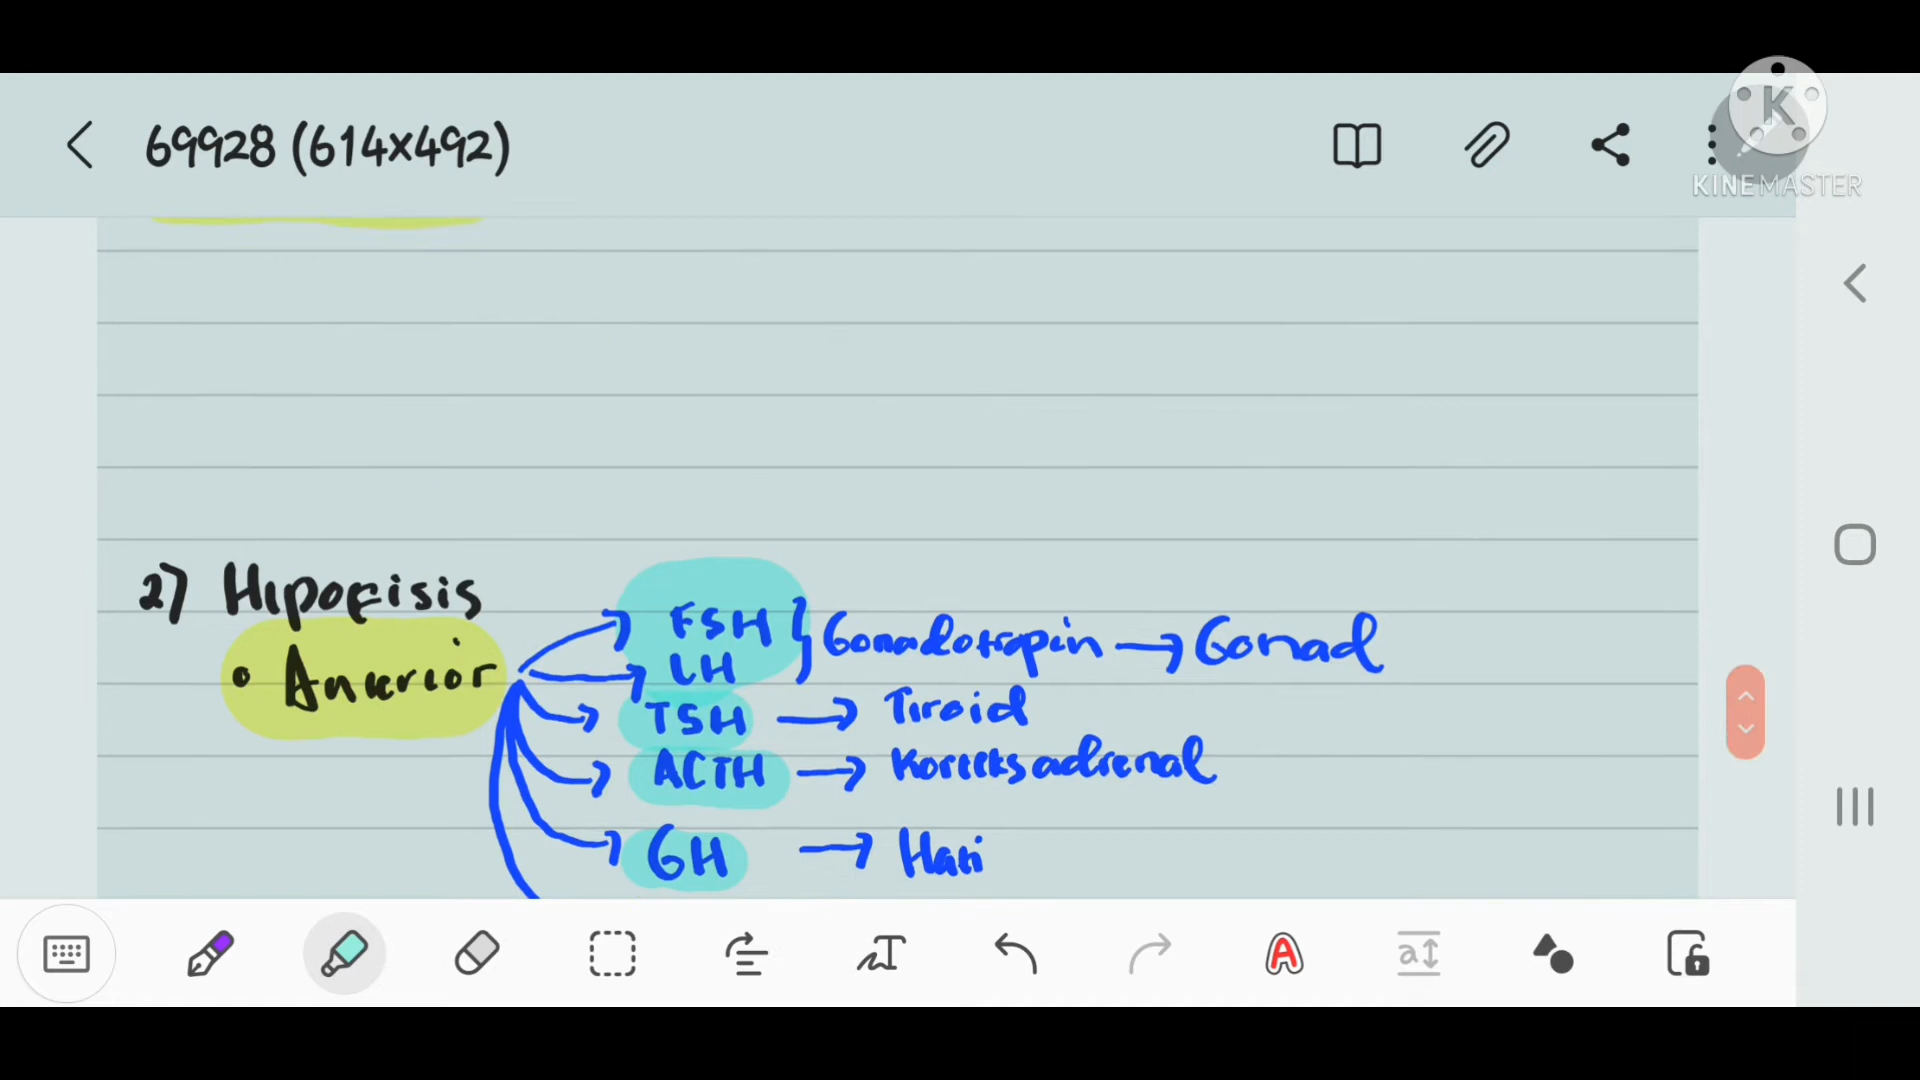 69928 (614x492)
KINEMASTER
2) Hipofisis
• Anterior
FSH } Gonadotropin → Gonad
LH
TSH → Tiroid
ACTH → Korteks adrenal
GH → Hati